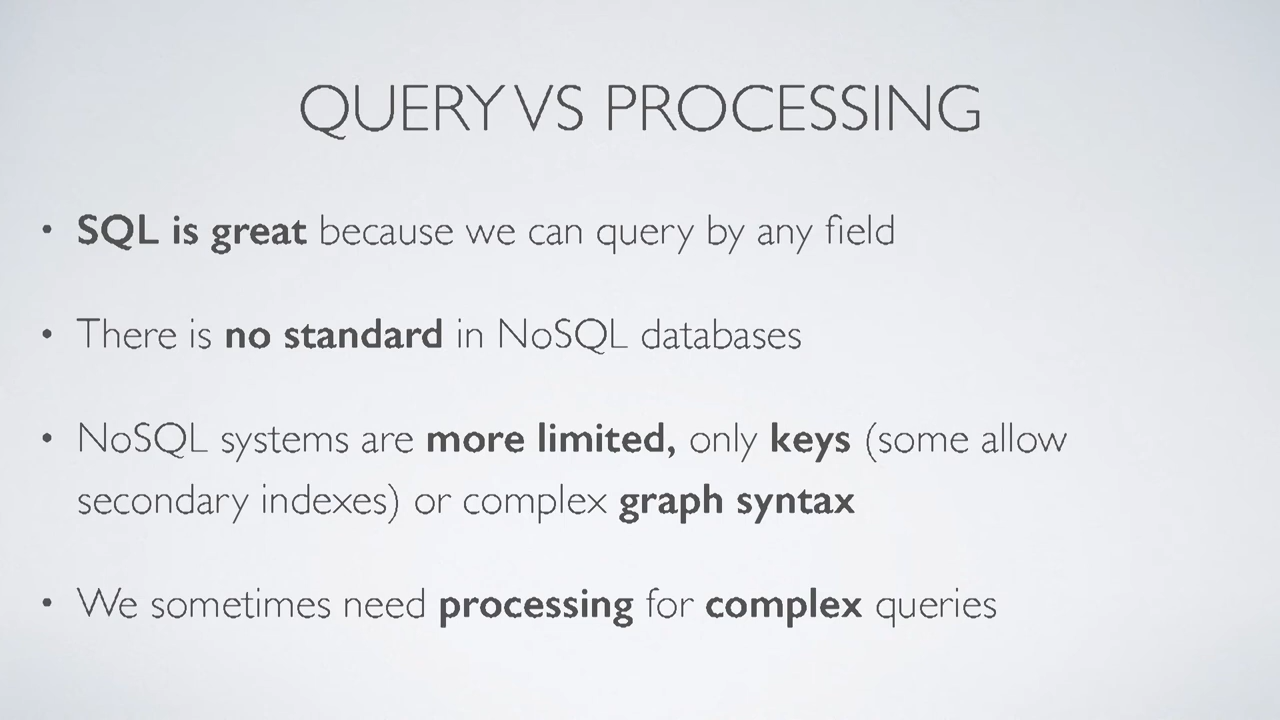 QUERY VS PROCESSING
• SQL is great because we can query by any field
• There is no standard in NoSQL databases
• NoSQL systems are more limited, only keys (some allow
secondary indexes) or complex graph syntax
• We sometimes need processing for complex queries